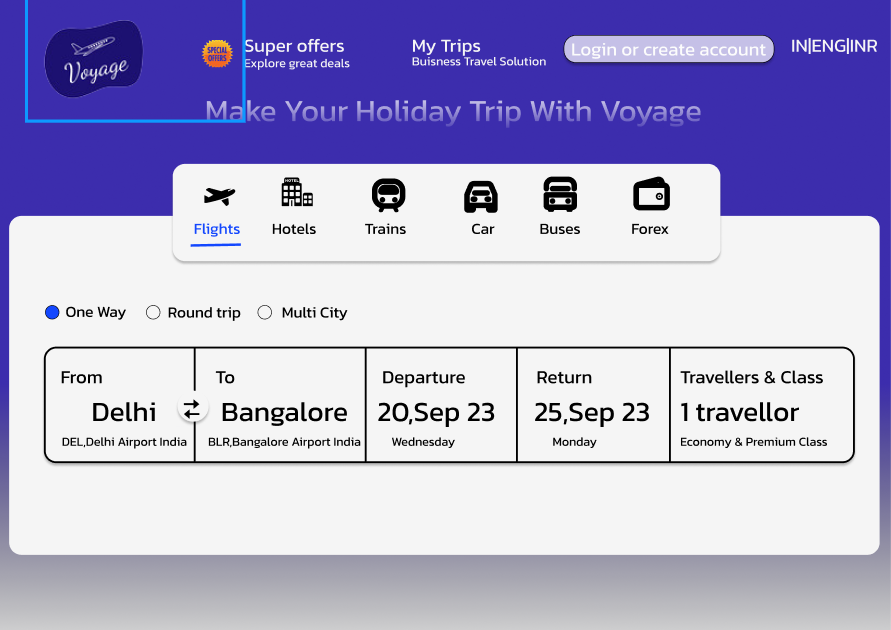 Voyage
SPECIAL OFFERS
Super offers
Explore great deals
My Trips
Buisness Travel Solution
Login or create account
IN|ENG|INR
Make Your Holiday Trip With Voyage
HOTEL
Flights Hotels Trains Car Buses Forex
One Way Round trip Multi City
From To Departure Return Travellers & Class
Delhi Bangalore 20,Sep 23 25,Sep 23 1 travellor
DEL,Delhi Airport India BLR,Bangalore Airport India Wednesday Monday Economy & Premium Class